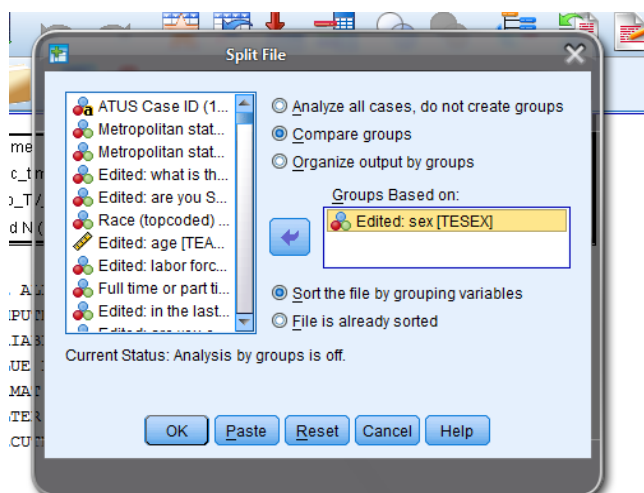 Split File
ATUS Case ID (1...
Metropolitan stat...
Metropolitan stat...
Edited: what is th...
Edited: are you S...
Race (topcoded) ...
Edited: age [TEA...
Edited: labor forc...
Full time or part ti...
Edited: in the last...
Analyze all cases, do not create groups
Compare groups
Organize output by groups
Groups Based on:
Edited: sex [TESEX]
Sort the file by grouping variables
File is already sorted
Current Status: Analysis by groups is off.
OK Paste Reset Cancel Help